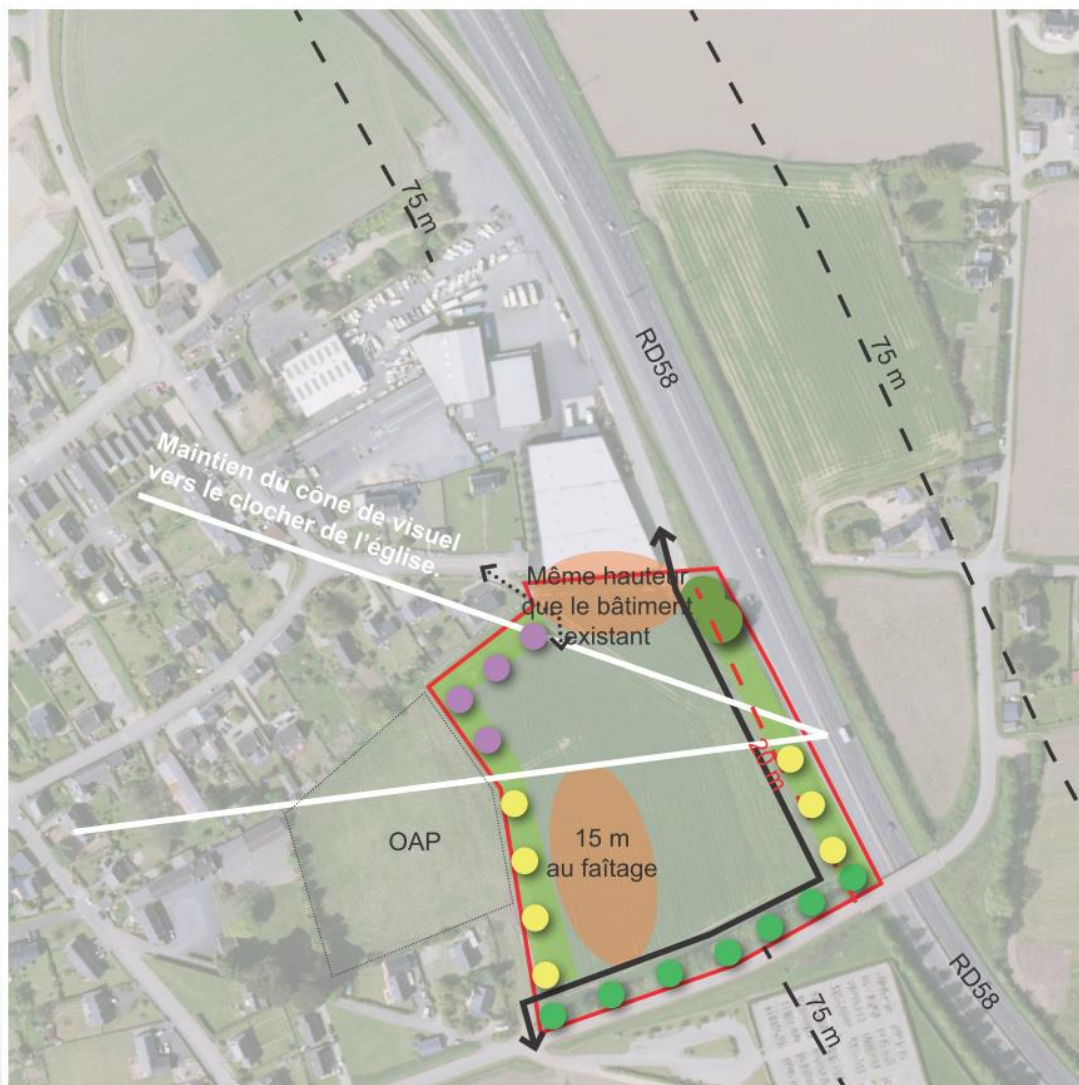 75 m
RD58
75 m
Maintien du cône de visuel
vers le clocher de l'église.
Même hauteur
que le bâtiment
existant
20 m
15 m
au faîtage
OAP
RD58
75 m